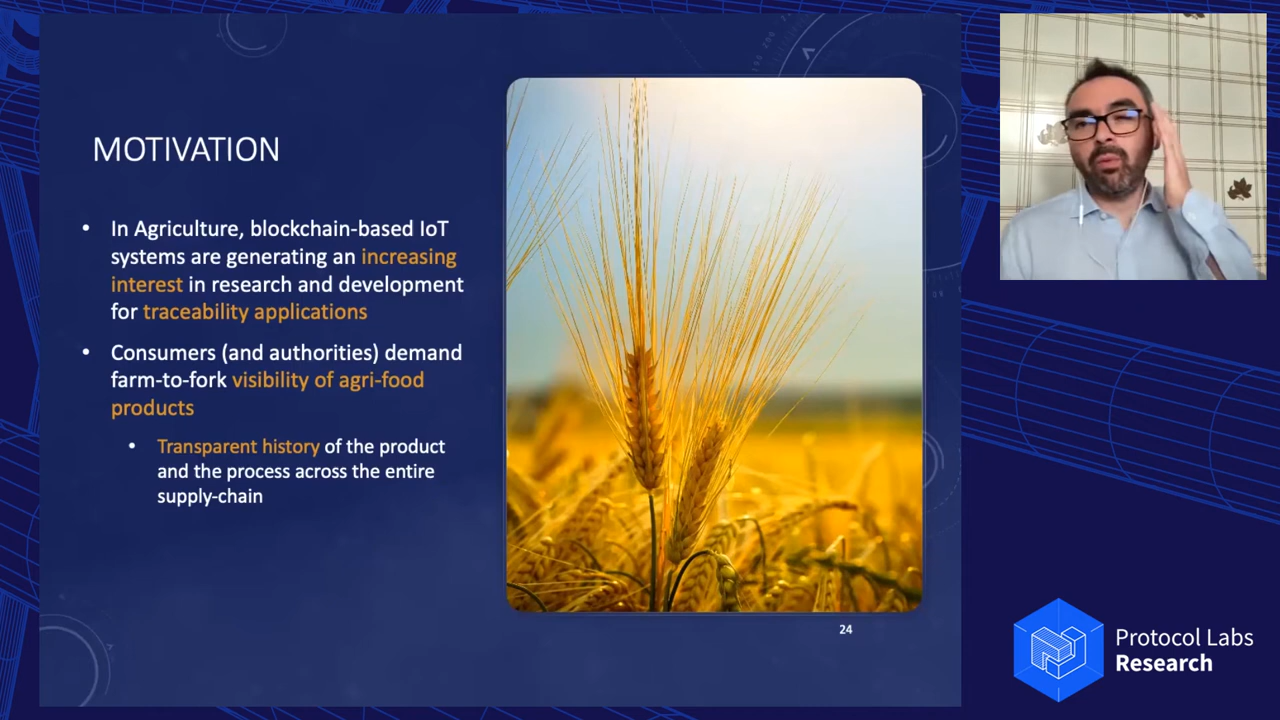 MOTIVATION
• In Agriculture, blockchain-based IoT
systems are generating an increasing
interest in research and development
for traceability applications
• Consumers (and authorities) demand
farm-to-fork visibility of agri-food
products
• Transparent history of the product
and the process across the entire
supply-chain
24
Protocol Labs
Research